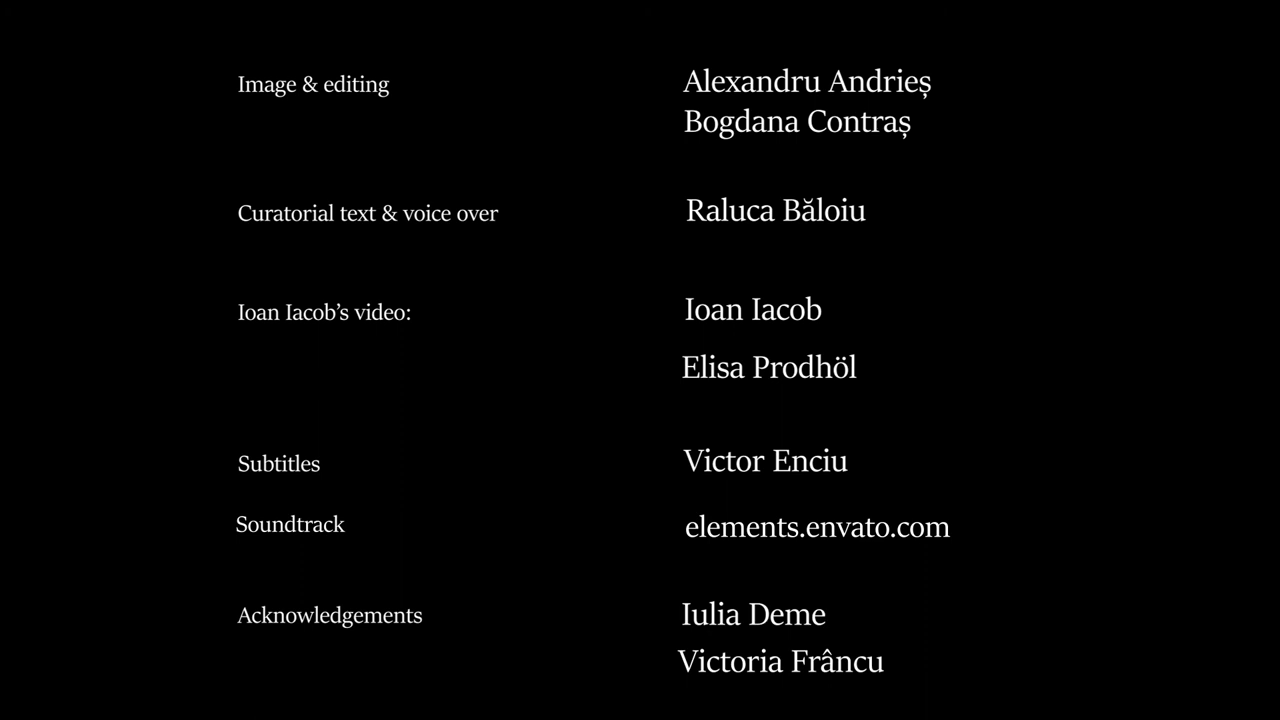 Image & editing Alexandru Andrieș
Bogdana Contraș
Curatorial text & voice over Raluca Băloiu
Ioan Iacob’s video: Ioan Iacob
Elisa Prodhöl
Subtitles Victor Enciu
Soundtrack elements.envato.com
Acknowledgements Iulia Deme
Victoria Frâncu